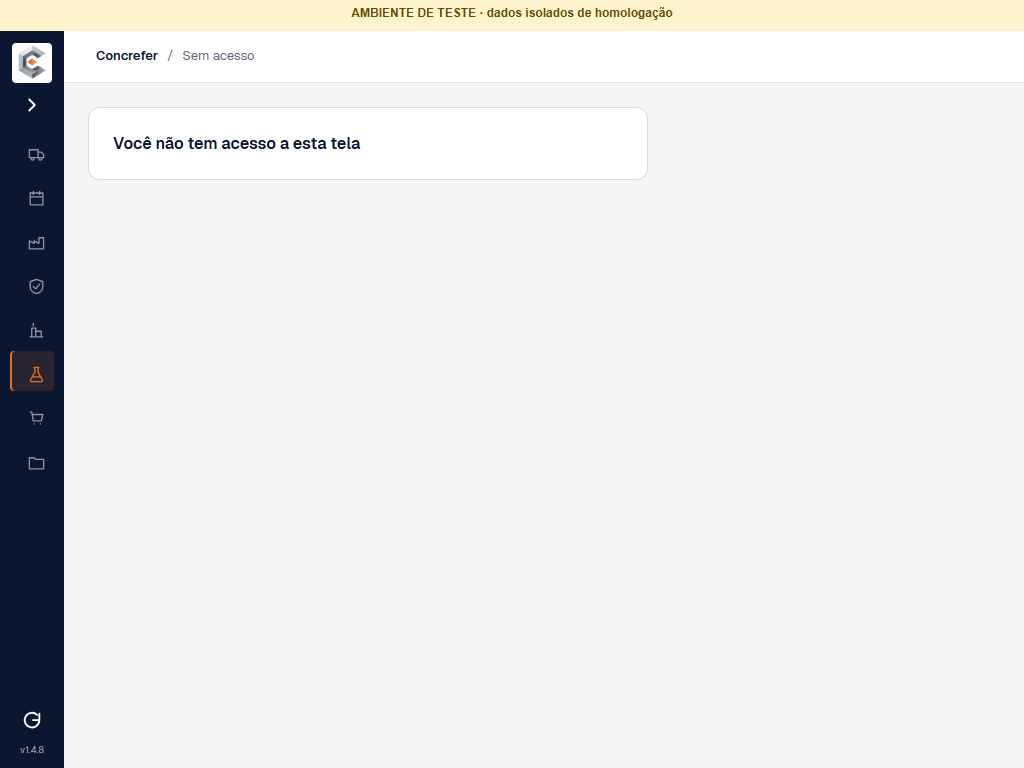 AMBIENTE DE TESTE · dados isolados de homologação
Concrefer / Sem acesso
Você não tem acesso a esta tela
v1.4.8